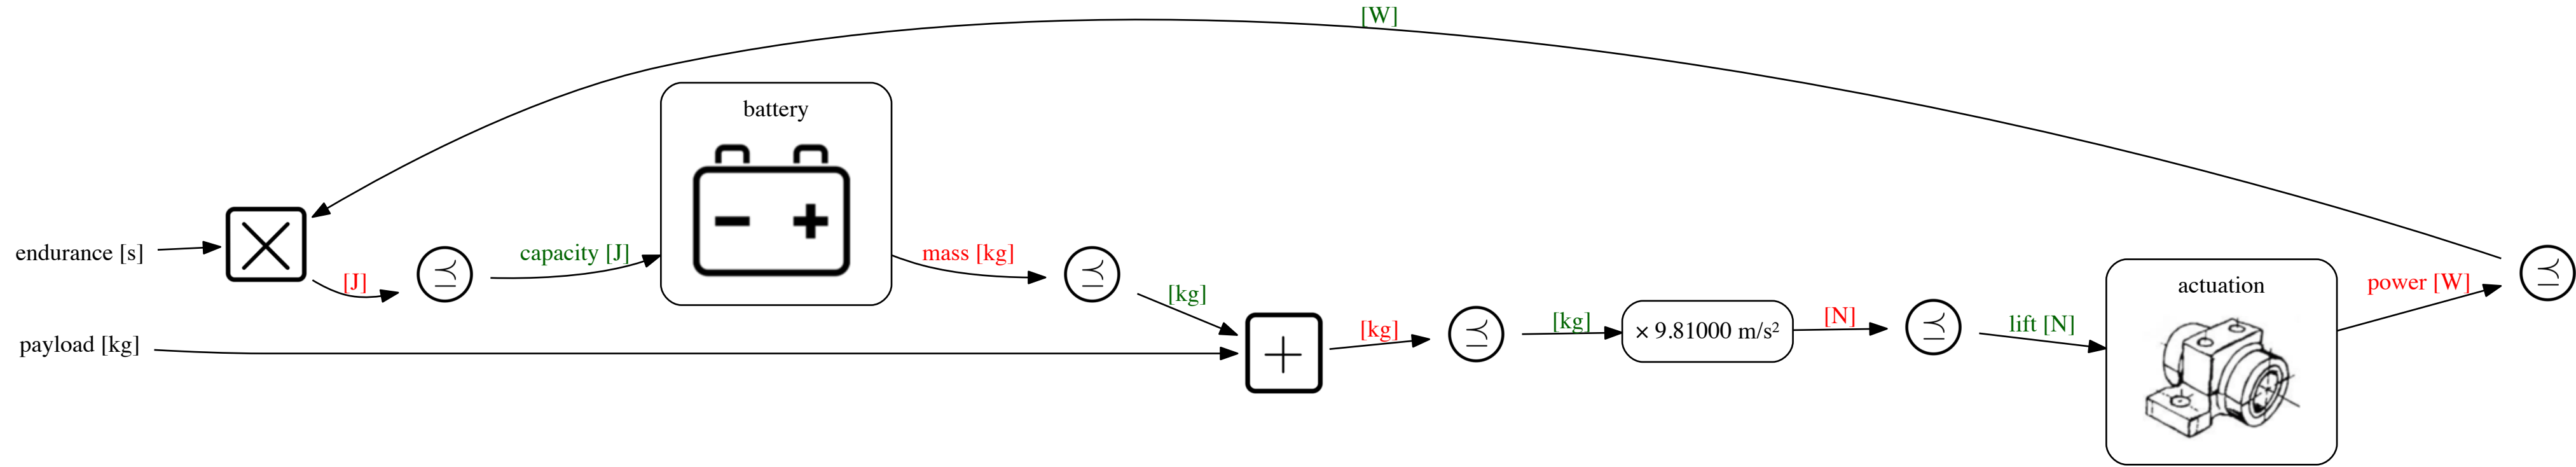 [W]
battery
endurance [s]
[J]
capacity [J]
mass [kg]
⪯
⪯
[kg]
payload [kg]
[kg]
⪯
[kg]
× 9.81000 m/s²
[N]
⪯
lift [N]
actuation
power [W]
⪯